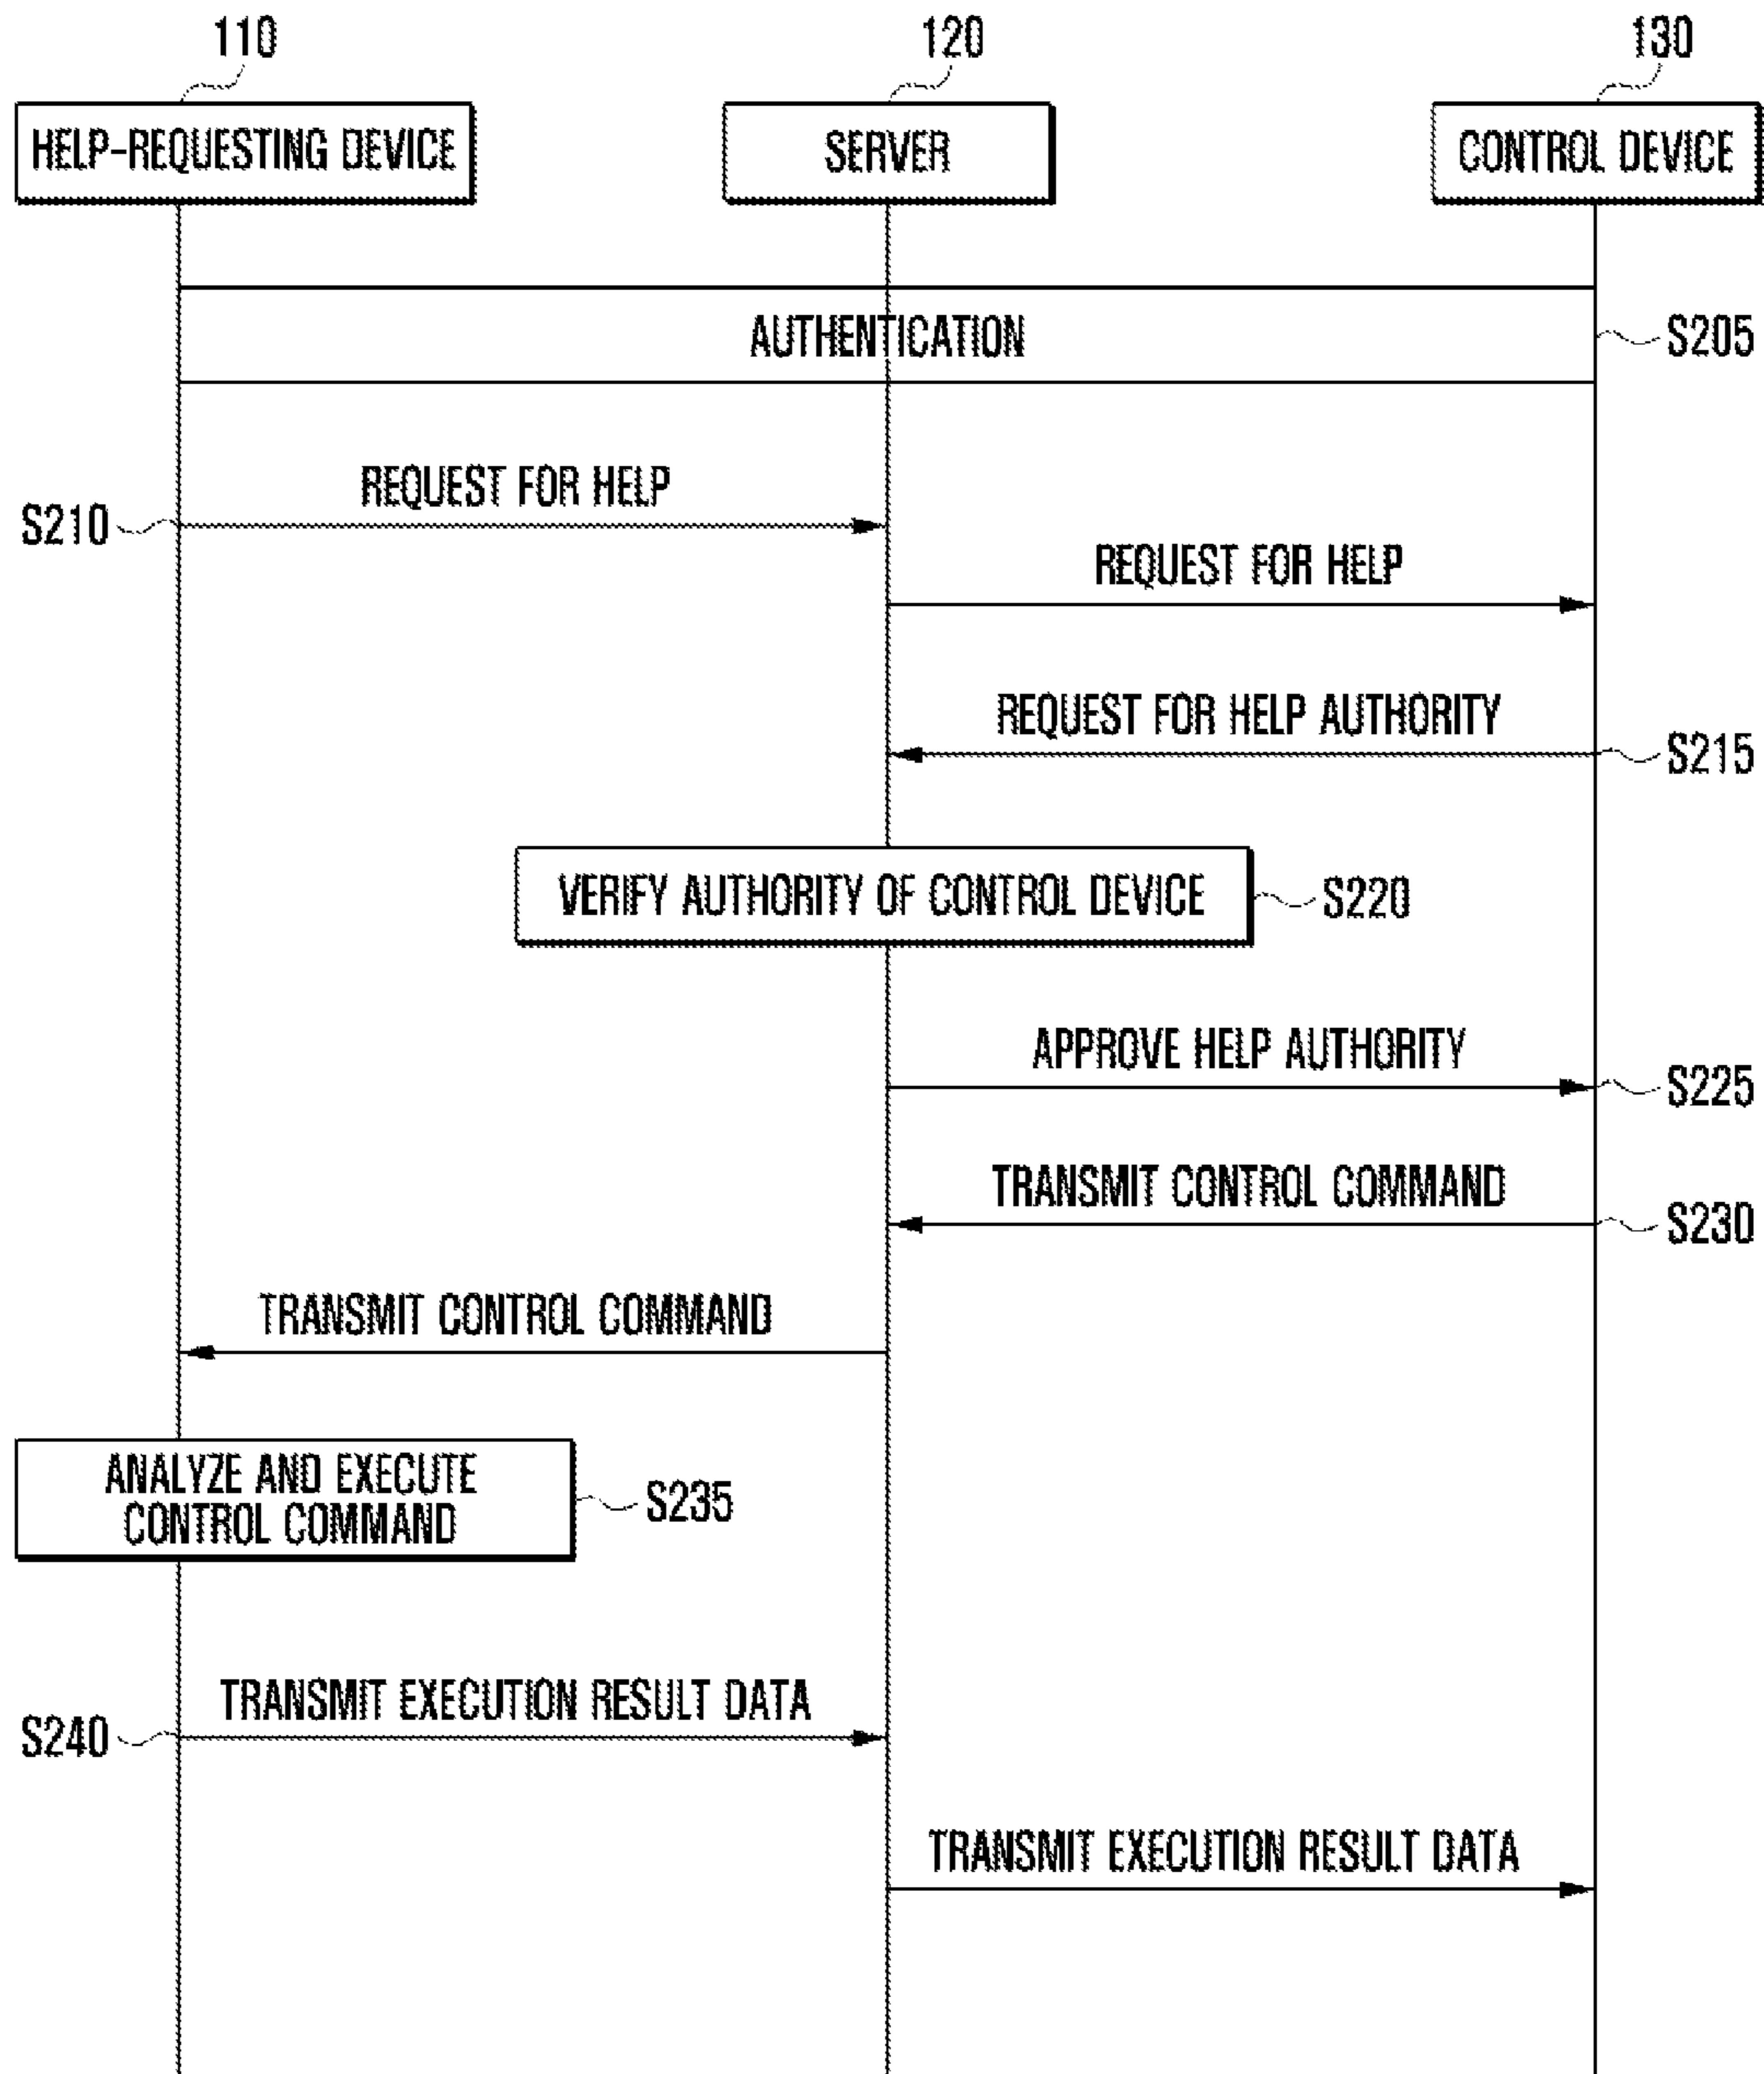 110
120
130
HELP-REQUESTING DEVICE
SERVER
CONTROL DEVICE
AUTHENTICATION
S205
REQUEST FOR HELP
S210
REQUEST FOR HELP
REQUEST FOR HELP AUTHORITY
S215
VERIFY AUTHORITY OF CONTROL DEVICE
S220
APPROVE HELP AUTHORITY
S225
TRANSMIT CONTROL COMMAND
S230
TRANSMIT CONTROL COMMAND
ANALYZE AND EXECUTE
CONTROL COMMAND
S235
TRANSMIT EXECUTION RESULT DATA
S240
TRANSMIT EXECUTION RESULT DATA